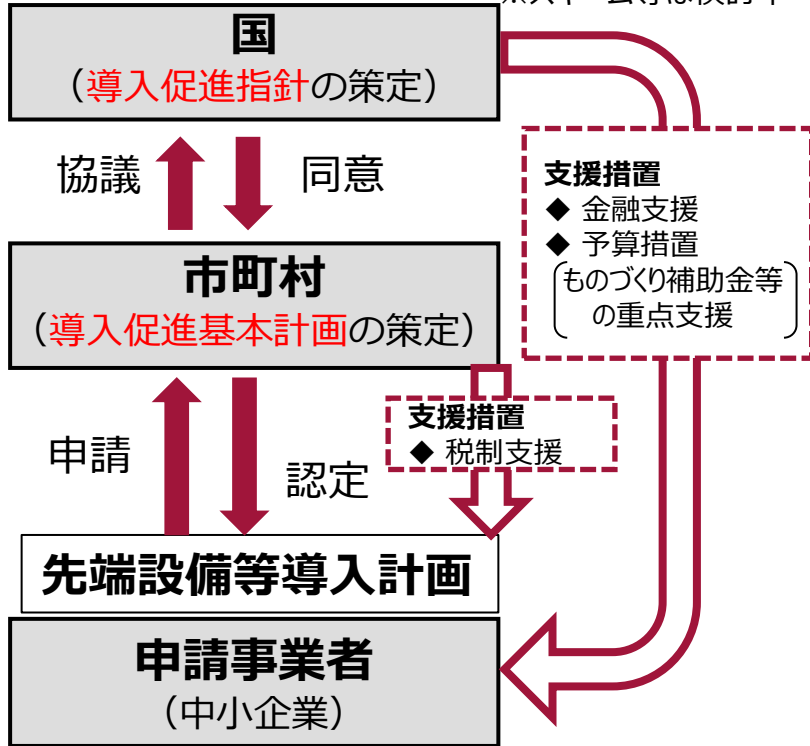 国
（導入促進指針の策定）
協議
同意
支援措置
◆ 金融支援
◆ 予算措置
ものづくり補助金等
の重点支援
市町村
（導入促進基本計画の策定）
支援措置
◆ 税制支援
申請
認定
先端設備等導入計画
申請事業者
（中小企業）